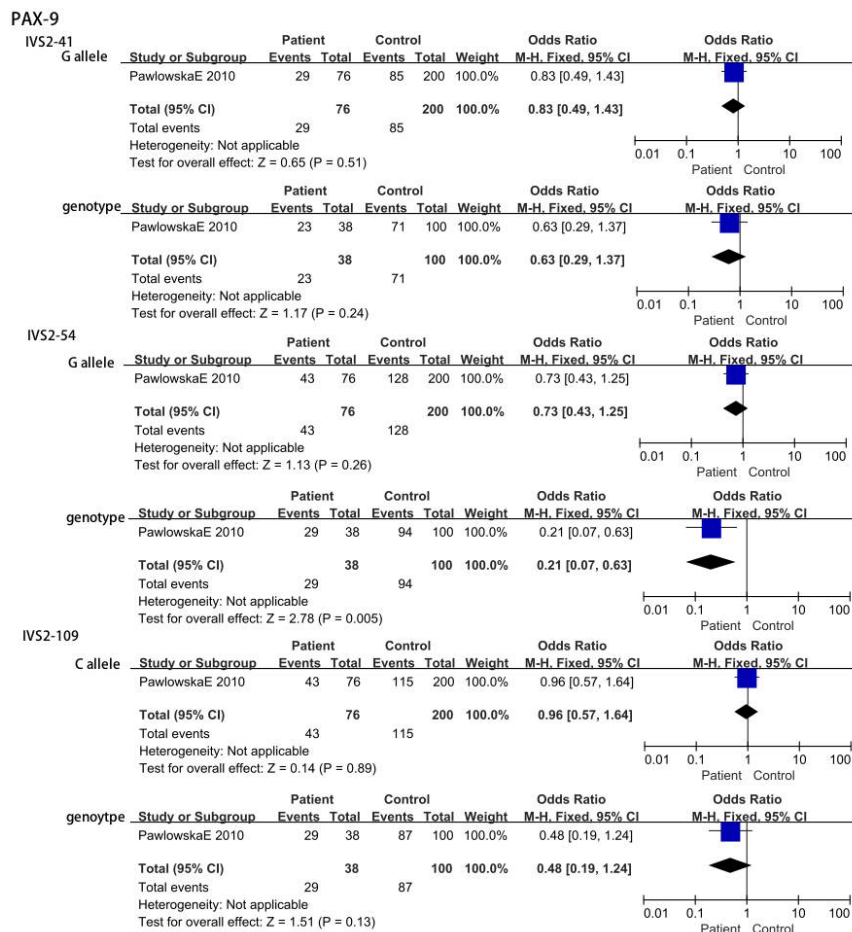 PAX-9
IVS2-41
Patient Control Odds Ratio Odds Ratio
G allele Study or Subgroup Events Total Events Total Weight M-H, Fixed, 95% CI M-H, Fixed, 95% CI
PawlowskaE 2010 29 76 85 200 100.0% 0.83 [0.49, 1.43]
Total (95% CI) 76 200 100.0% 0.83 [0.49, 1.43]
Total events 29 85
Heterogeneity: Not applicable
Test for overall effect: Z = 0.65 (P = 0.51)
0.01 0.1 1 10 100
Patient Control
Patient Control Odds Ratio Odds Ratio
genotype Study or Subgroup Events Total Events Total Weight M-H, Fixed, 95% CI M-H, Fixed, 95% CI
PawlowskaE 2010 23 38 71 100 100.0% 0.63 [0.29, 1.37]
Total (95% CI) 38 100 100.0% 0.63 [0.29, 1.37]
Total events 23 71
Heterogeneity: Not applicable
Test for overall effect: Z = 1.17 (P = 0.24)
0.01 0.1 1 10 100
Patient Control
IVS2-54
Patient Control Odds Ratio Odds Ratio
G allele Study or Subgroup Events Total Events Total Weight M-H, Fixed, 95% CI M-H, Fixed, 95% CI
PawlowskaE 2010 43 76 128 200 100.0% 0.73 [0.43, 1.25]
Total (95% CI) 76 200 100.0% 0.73 [0.43, 1.25]
Total events 43 128
Heterogeneity: Not applicable
Test for overall effect: Z = 1.13 (P = 0.26)
0.01 0.1 1 10 100
Patient Control
Patient Control Odds Ratio Odds Ratio
genotype Study or Subgroup Events Total Events Total Weight M-H, Fixed, 95% CI M-H, Fixed, 95% CI
PawlowskaE 2010 29 38 94 100 100.0% 0.21 [0.07, 0.63]
Total (95% CI) 38 100 100.0% 0.21 [0.07, 0.63]
Total events 29 94
Heterogeneity: Not applicable
Test for overall effect: Z = 2.78 (P = 0.005)
0.01 0.1 1 10 100
Patient Control
IVS2-109
Patient Control Odds Ratio Odds Ratio
C allele Study or Subgroup Events Total Events Total Weight M-H, Fixed, 95% CI M-H, Fixed, 95% CI
PawlowskaE 2010 43 76 115 200 100.0% 0.96 [0.57, 1.64]
Total (95% CI) 76 200 100.0% 0.96 [0.57, 1.64]
Total events 43 115
Heterogeneity: Not applicable
Test for overall effect: Z = 0.14 (P = 0.89)
0.01 0.1 1 10 100
Patient Control
Patient Control Odds Ratio Odds Ratio
genoytpe Study or Subgroup Events Total Events Total Weight M-H, Fixed, 95% CI M-H, Fixed, 95% CI
PawlowskaE 2010 29 38 87 100 100.0% 0.48 [0.19, 1.24]
Total (95% CI) 38 100 100.0% 0.48 [0.19, 1.24]
Total events 29 87
Heterogeneity: Not applicable
Test for overall effect: Z = 1.51 (P = 0.13)
0.01 0.1 1 10 100
Patient Control